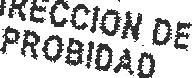 IRECCION DE
PROBIDAD